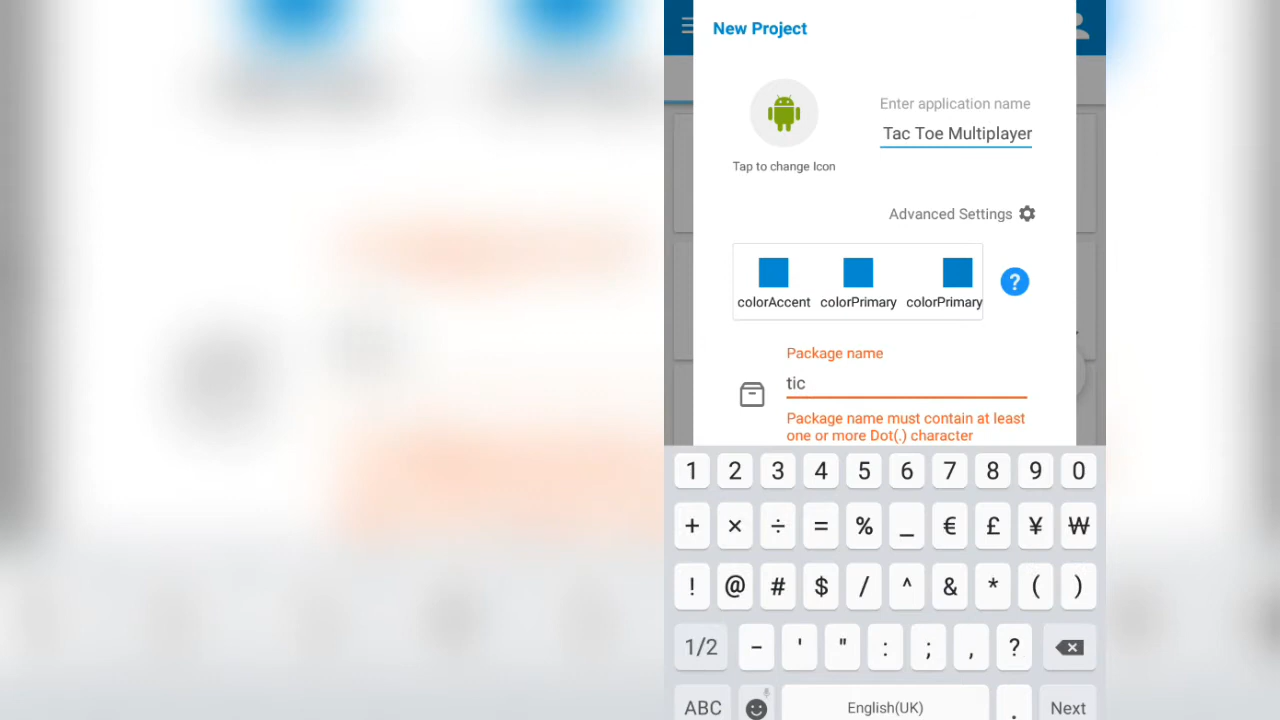 New Project
Enter application name
Tac Toe Multiplayer
Tap to change Icon
Advanced Settings
?
colorAccent colorPrimary colorPrimary
Package name
tic
Package name must contain at least
one or more Dot(.) character
1 2 3 4 5 6 7 8 9 0
+ × ÷ = % _ € £ ¥ ₩
! @ # $ / ^ & * ( )
1/2 - ' " : ; , ?
ABC English(UK) . Next